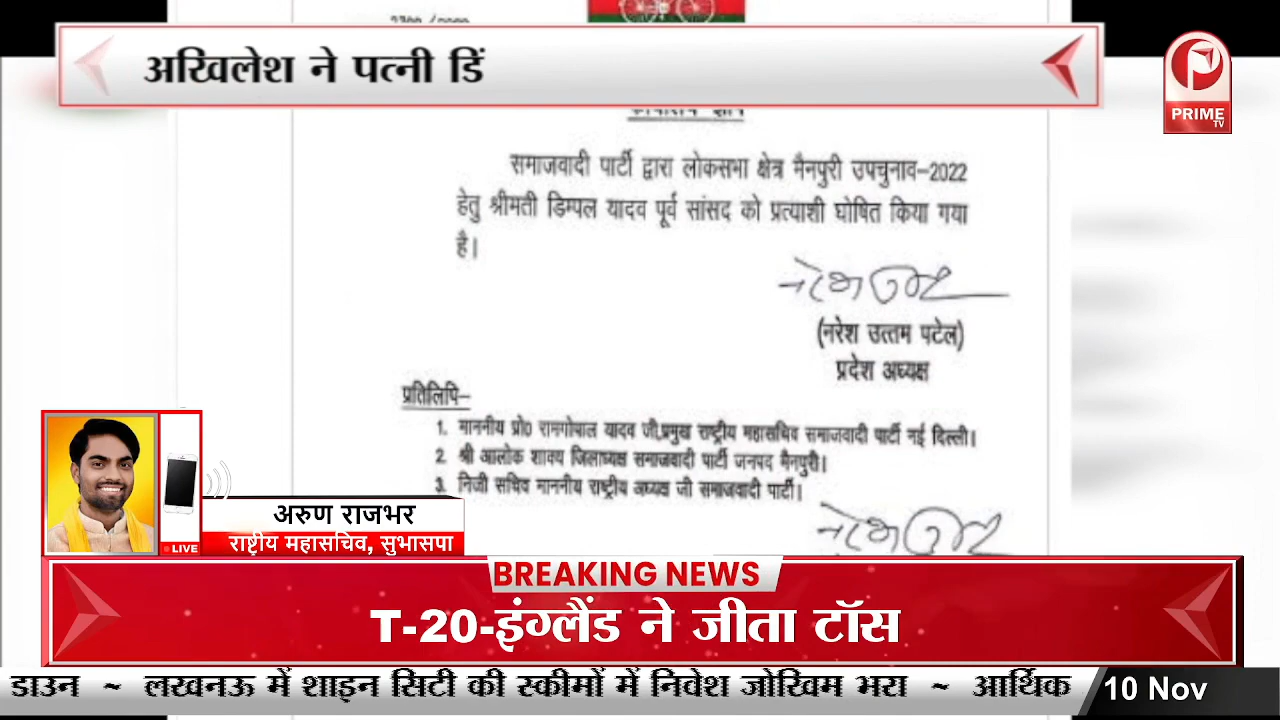 अखिलेश ने पत्नी डिं
PRIME
TV
समाजवादी पार्टी द्वारा लोकसभा क्षेत्र मैनपुरी उपचुनाव-2022
हेतु श्रीमती डिम्पल यादव पूर्व सांसद को प्रत्याशी घोषित किया गया
है।
(नरेश उत्तम पटेल)
प्रदेश अध्यक्ष
प्रतिलिपि-
1. माननीय प्रो0 रामगोपाल यादव जी,प्रमुख राष्ट्रीय महासचिव समाजवादी पार्टी नई दिल्ली।
2. श्री आलोक शाक्य जिलाध्यक्ष समाजवादी पार्टी जनपद मैनपुरी।
3. निजी सचिव माननीय राष्ट्रीय अध्यक्ष जी समाजवादी पार्टी।
अरुण राजभर
LIVE
राष्ट्रीय महासचिव, सुभासपा
BREAKING NEWS
T-20-इंग्लैंड ने जीता टॉस
डाउन ~ लखनऊ में शाइन सिटी की स्कीमों में निवेश जोखिम भरा ~ आर्थिक
10 Nov